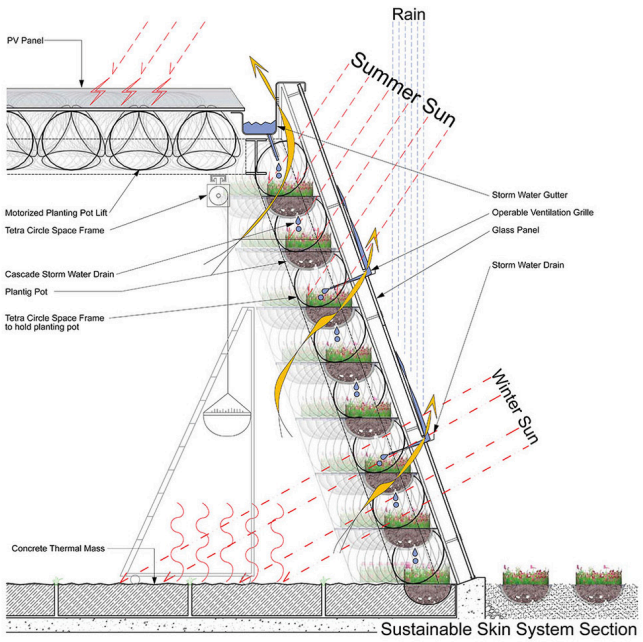 Rain
PV Panel
Summer Sun
Storm Water Gutter
Motorized Planting Pot Lift
Operable Ventilation Grille
Tetra Circle Space Frame
Glass Panel
Storm Water Drain
Cascade Storm Water Drain
Plantig Pot
Tetra Circle Space Frame
to hold planting pot
Winter Sun
Concrete Thermal Mass
Sustainable Skin System Section